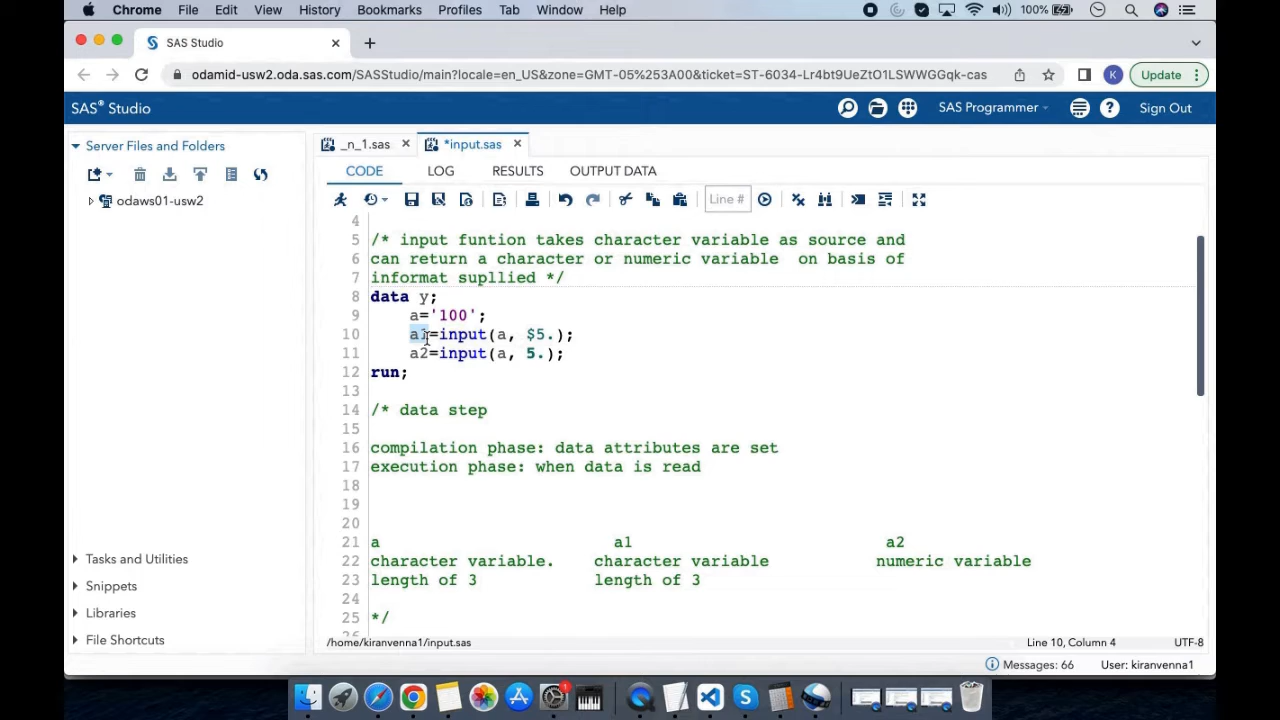 Chrome File Edit View History Bookmarks Profiles Tab Window Help 100%
SAS Studio
odamid-usw2.oda.sas.com/SASStudio/main?locale=en_US&zone=GMT-05%253A00&ticket=ST-6034-Lr4bt9UeZtO1LSWWGGqk-cas K Update
SAS® Studio SAS Programmer Sign Out
Server Files and Folders
odaws01-usw2
Tasks and Utilities
Snippets
Libraries
File Shortcuts
_n_1.sas *input.sas
CODE LOG RESULTS OUTPUT DATA
Line #
4
5 /* input funtion takes character variable as source and
6 can return a character or numeric variable on basis of
7 informat supllied */
8 data y;
9 a='100';
10 a1=input(a, $5.);
11 a2=input(a, 5.);
12 run;
13
14 /* data step
15
16 compilation phase: data attributes are set
17 execution phase: when data is read
18
19
20
21 a a1 a2
22 character variable. character variable numeric variable
23 length of 3 length of 3
24
25 */
/home/kiranvenna1/input.sas Line 10, Column 4 UTF-8
Messages: 66 User: kiranvenna1
1